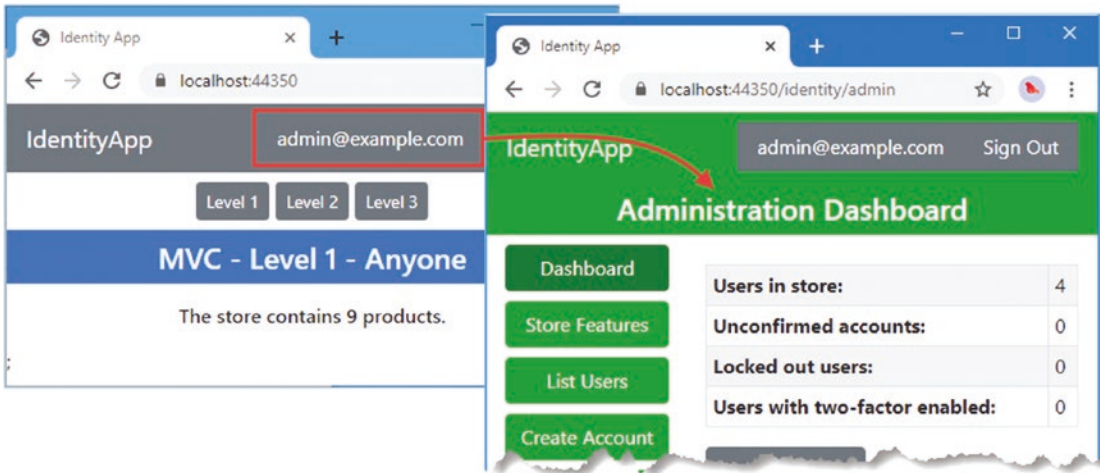 Identity App
localhost:44350
IdentityApp
admin@example.com
Level 1 Level 2 Level 3
MVC - Level 1 - Anyone
The store contains 9 products.
;
Identity App
localhost:44350/identity/admin
IdentityApp
admin@example.com Sign Out
Administration Dashboard
Dashboard
Store Features
List Users
Create Account
Users in store: 4
Unconfirmed accounts: 0
Locked out users: 0
Users with two-factor enabled: 0